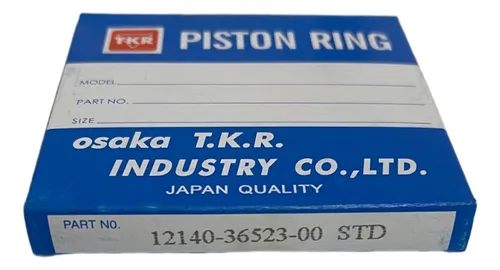 TKR PISTON RING
MODEL
PART NO.
SIZE
osaka T.K.R.
INDUSTRY CO.,LTD.
JAPAN QUALITY
PART NO. 12140-36523-00 STD